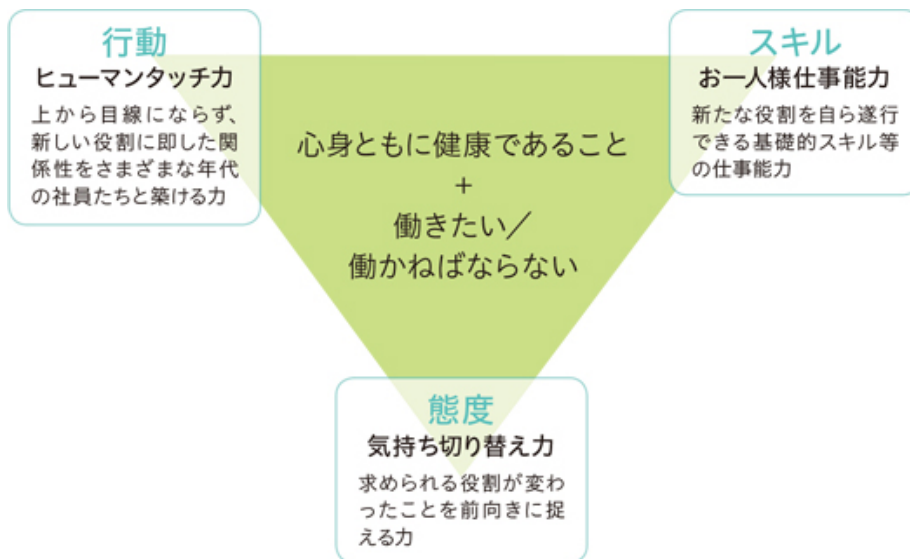 行動
ヒューマンタッチ力
上から目線にならず、
新しい役割に即した関
係性をさまざまな年代
の社員たちと築ける力
スキル
お一人様仕事能力
新たな役割を自ら遂行
できる基礎的スキル等
の仕事能力
心身ともに健康であること
+
働きたい／
働かねばならない
態度
気持ち切り替え力
求められる役割が変わ
ったことを前向きに捉
える力